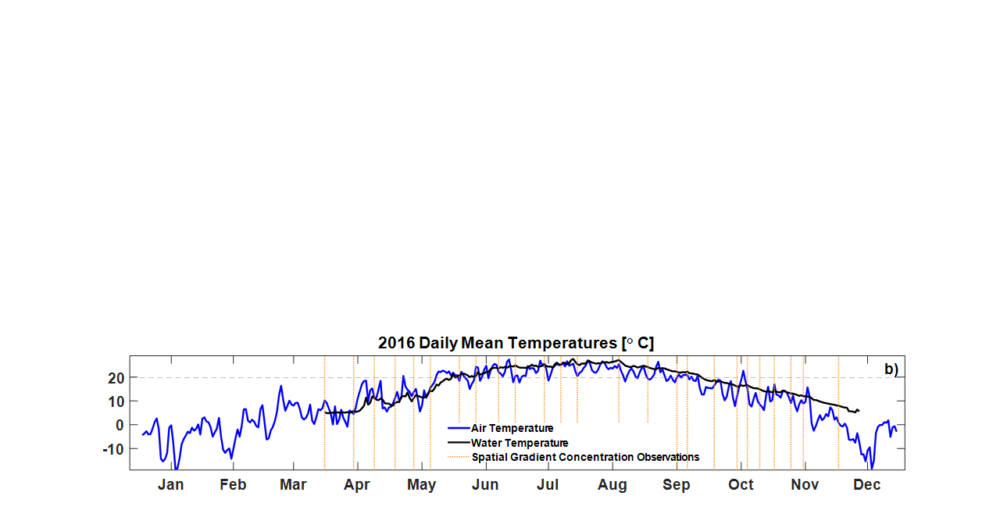 2016 Daily Mean Temperatures [° C]
b)
20
10
0
-10
Air Temperature
Water Temperature
Spatial Gradient Concentration Observations
Jan Feb Mar Apr May Jun Jul Aug Sep Oct Nov Dec